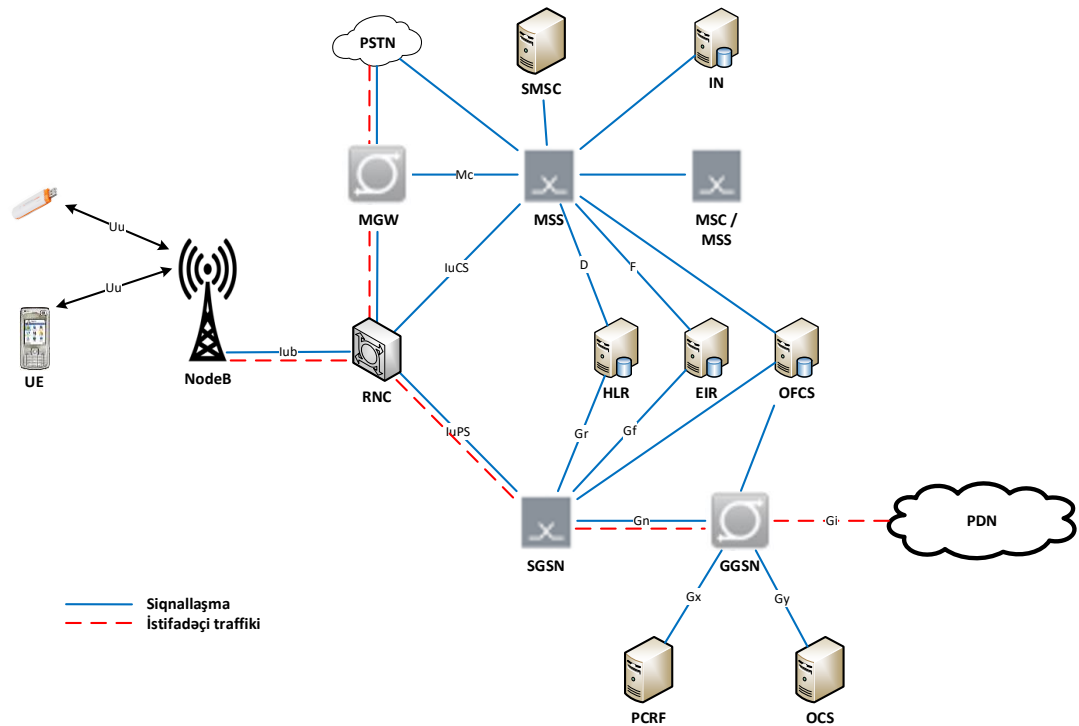 PSTN
SMSC
IN
Mc
MGW
MSS
MSC /
MSS
Uu
Uu
IuCS
D
F
UE
NodeB
Iub
RNC
HLR
EIR
OFCS
IuPS
Gr
Gf
SGSN
Gn
GGSN
Gi
PDN
Gx
Gy
Siqnallaşma
İstifadəçi traffiki
PCRF
OCS